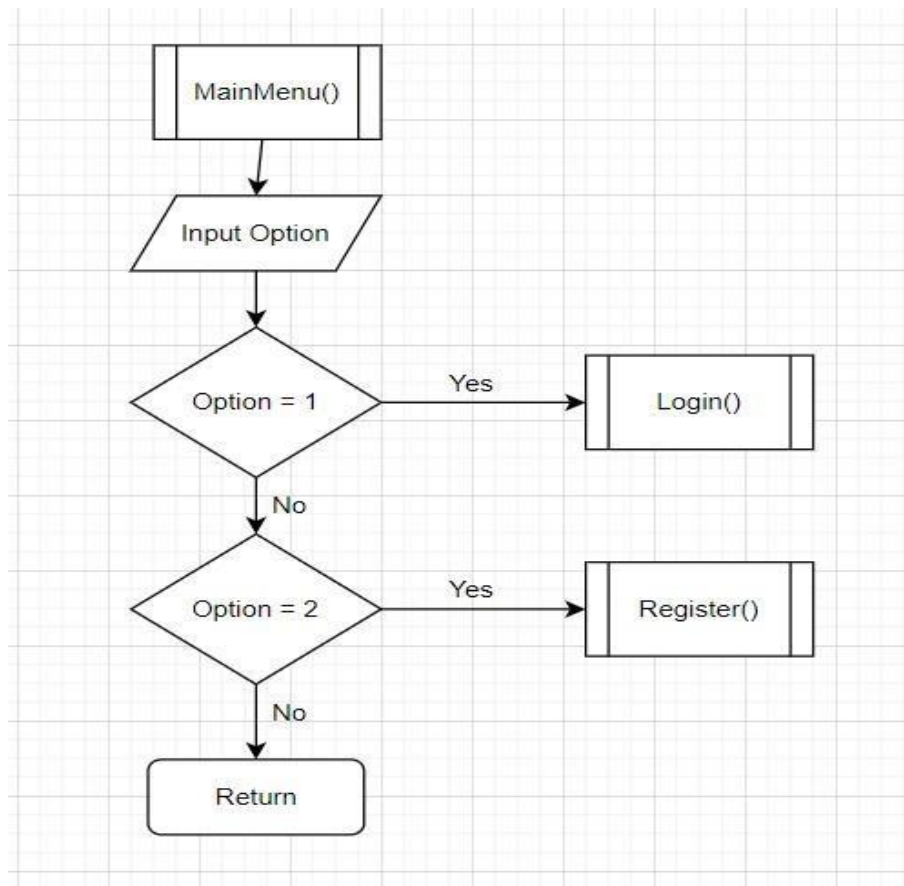 MainMenu()
Input Option
Option = 1
Yes
Login()
No
Option = 2
Yes
Register()
No
Return